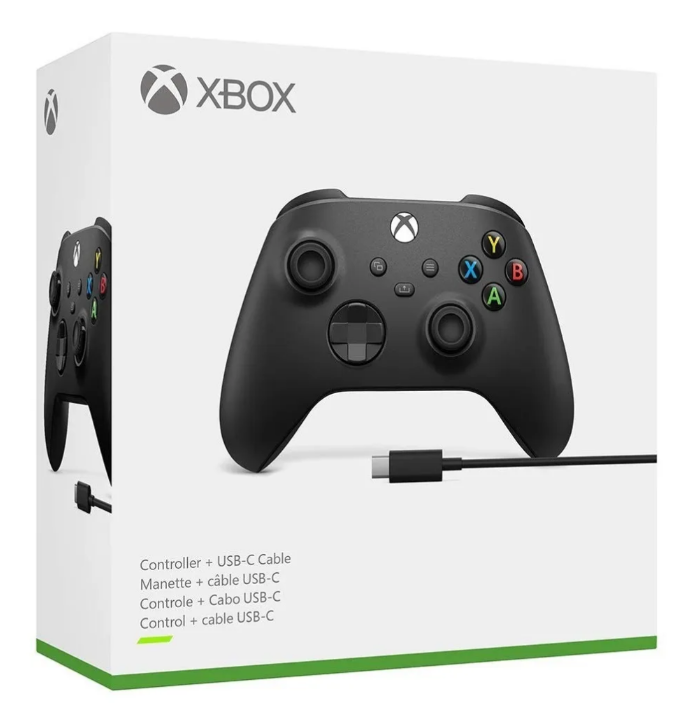 XBOX
Y
X
B
A
Y
X
B
A
Controller + USB-C Cable
Manette + câble USB-C
Controle + Cabo USB-C
Control + cable USB-C